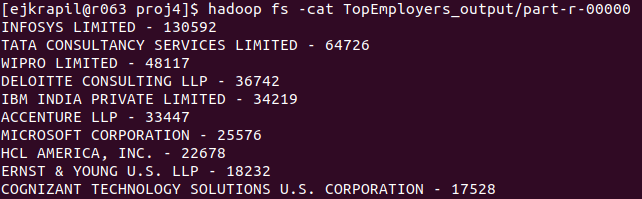 [ejkrapil@r063 proj4]$ hadoop fs -cat TopEmployers_output/part-r-00000
INFOSYS LIMITED - 130592
TATA CONSULTANCY SERVICES LIMITED - 64726
WIPRO LIMITED - 48117
DELOITTE CONSULTING LLP - 36742
IBM INDIA PRIVATE LIMITED - 34219
ACCENTURE LLP - 33447
MICROSOFT CORPORATION - 25576
HCL AMERICA, INC. - 22678
ERNST & YOUNG U.S. LLP - 18232
COGNIZANT TECHNOLOGY SOLUTIONS U.S. CORPORATION - 17528